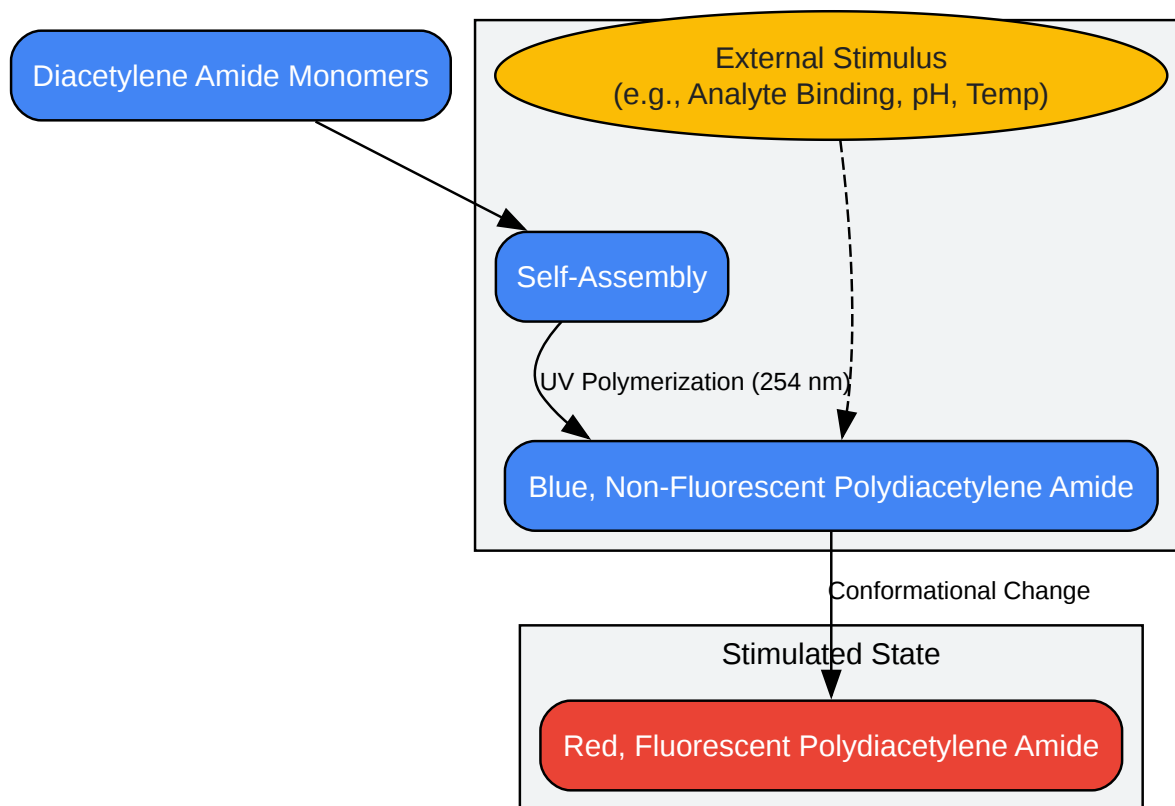 Diacetylene Amide Monomers
External Stimulus
(e.g., Analyte Binding, pH, Temp)
Self-Assembly
UV Polymerization (254 nm)
Blue, Non-Fluorescent Polydiacetylene Amide
Conformational Change
Stimulated State
Red, Fluorescent Polydiacetylene Amide